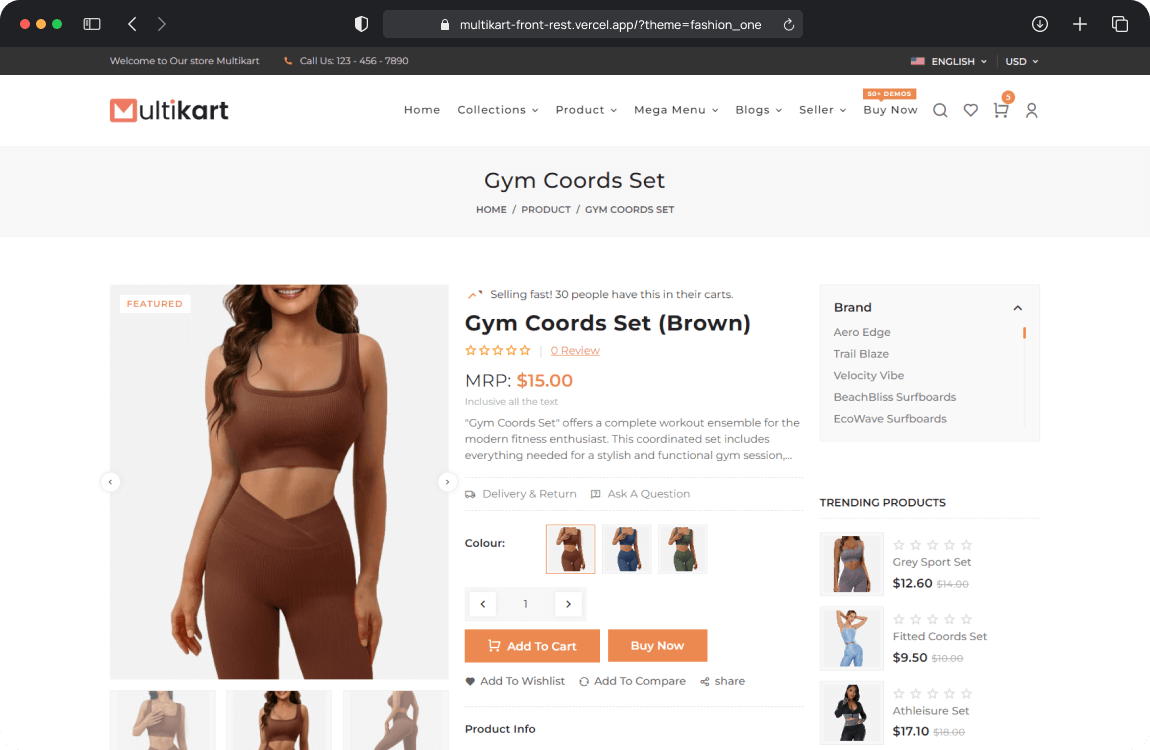 multikart-front-rest.vercel.app/?theme=fashion_one
Welcome to Our store Multikart
Call Us: 123 - 456 - 7890
ENGLISH
USD
Multikart
Home
Collections
Product
Mega Menu
Blogs
Seller
50+ DEMOS
Buy Now
5
Gym Coords Set
HOME / PRODUCT / GYM COORDS SET
FEATURED
Selling fast! 30 people have this in their carts.
Gym Coords Set (Brown)
0 Review
MRP: $15.00
Inclusive all the text
"Gym Coords Set" offers a complete workout ensemble for the
modern fitness enthusiast. This coordinated set includes
everything needed for a stylish and functional gym session,...
Delivery & Return
Ask A Question
Colour:
1
Add To Cart
Buy Now
Add To Wishlist
Add To Compare
share
Product Info
Brand
Aero Edge
Trail Blaze
Velocity Vibe
BeachBliss Surfboards
EcoWave Surfboards
TRENDING PRODUCTS
Grey Sport Set
$12.60 $14.00
Fitted Coords Set
$9.50 $10.00
Athleisure Set
$17.10 $18.00